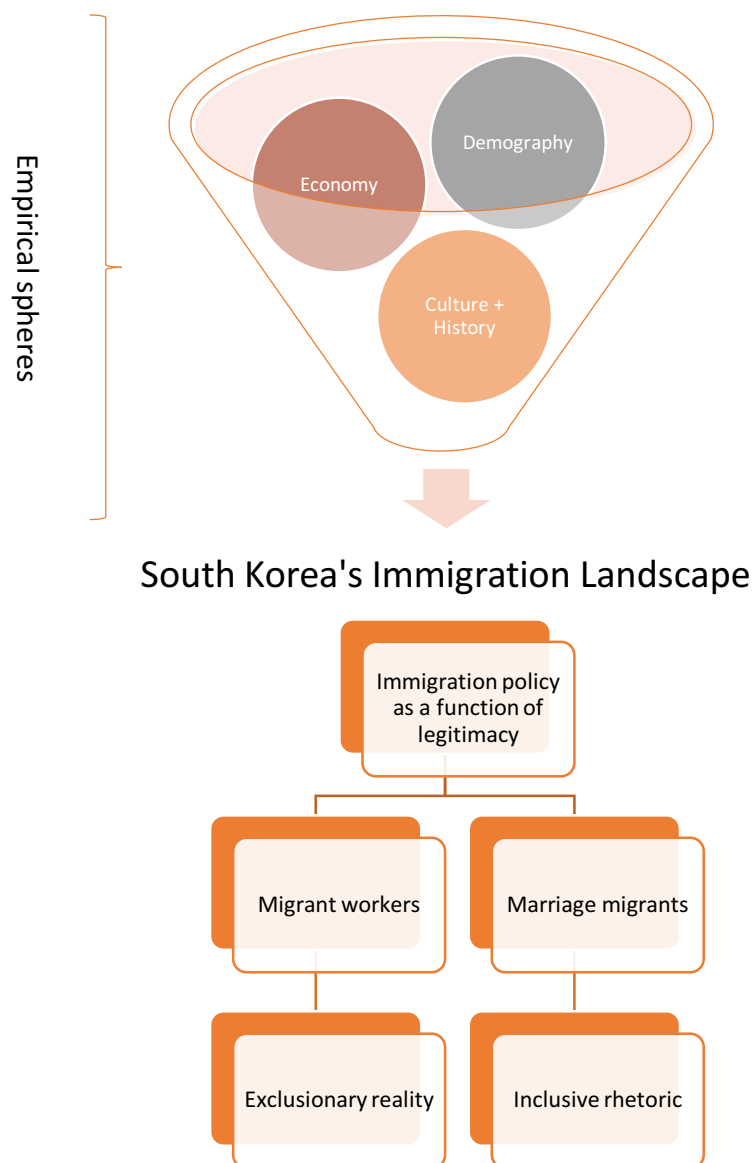 Empirical spheres
Demography
Economy
Culture +
History
South Korea's Immigration Landscape
Immigration policy
as a function of
legitimacy
Migrant workers
Marriage migrants
Exclusionary reality
Inclusive rhetoric